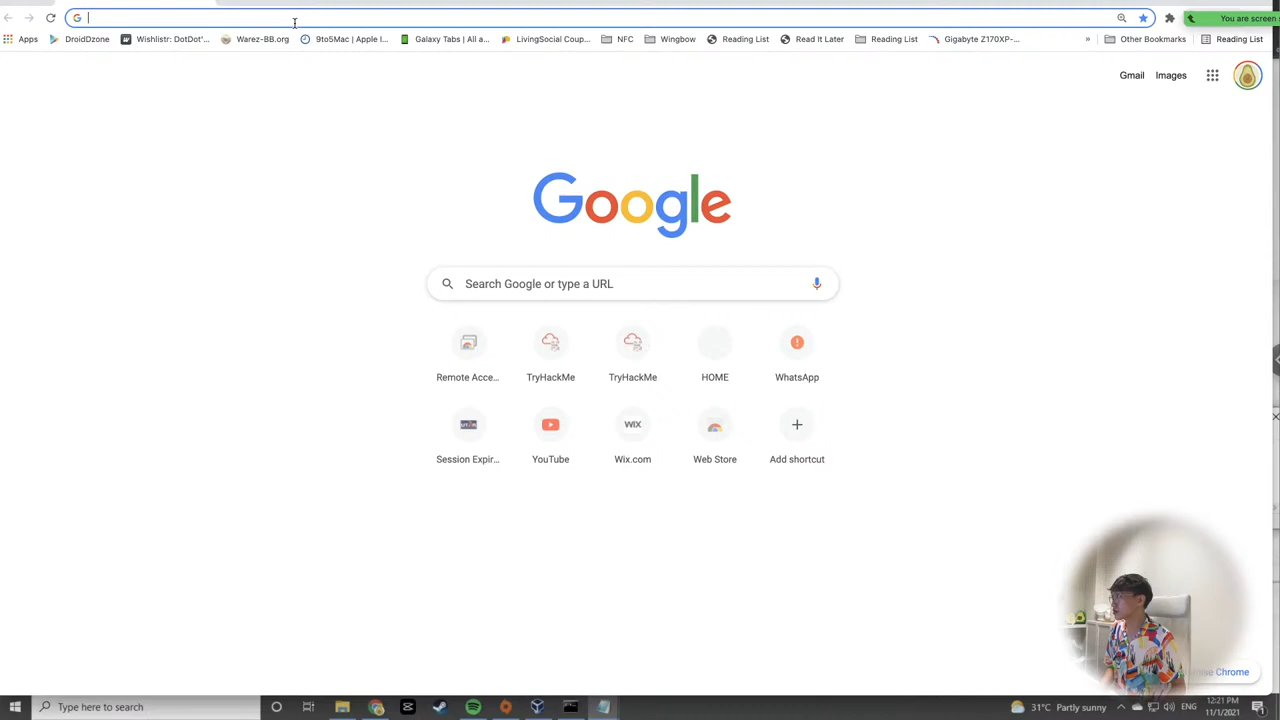 You are screen s
Apps DroidDzone Wishlistr: DotDot'... Warez-BB.org 9to5Mac | Apple I... Galaxy Tabs | All a... LivingSocial Coup... NFC Wingbow Reading List Read It Later Reading List Gigabyte Z170XP-... » Other Bookmarks Reading List
Gmail Images
Google
Search Google or type a URL
Remote Acce... TryHackMe TryHackMe HOME WhatsApp
WIX
Session Expir... YouTube Wix.com Web Store Add shortcut
Chrome
Type here to search 31°C Partly sunny ENG 12:21 PM
11/1/2021